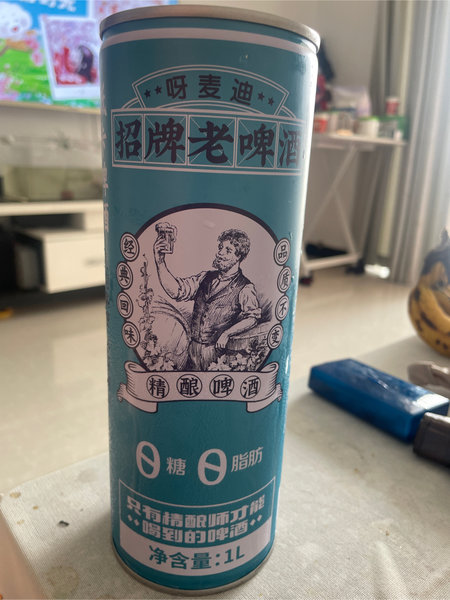 呀麦迪
招牌老啤酒
经典回味
品质不变
精酿啤酒
0糖 0脂肪
只有精酿师才能
喝到的啤酒
净含量:1L